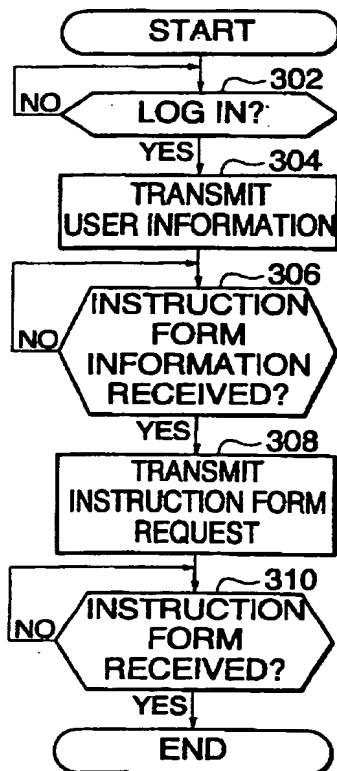 START
302
NO
LOG IN?
YES
304
TRANSMIT
USER INFORMATION
306
INSTRUCTION
FORM
NO
INFORMATION
RECEIVED?
YES
308
TRANSMIT
INSTRUCTION FORM
REQUEST
310
INSTRUCTION
NO
FORM
RECEIVED?
YES
END